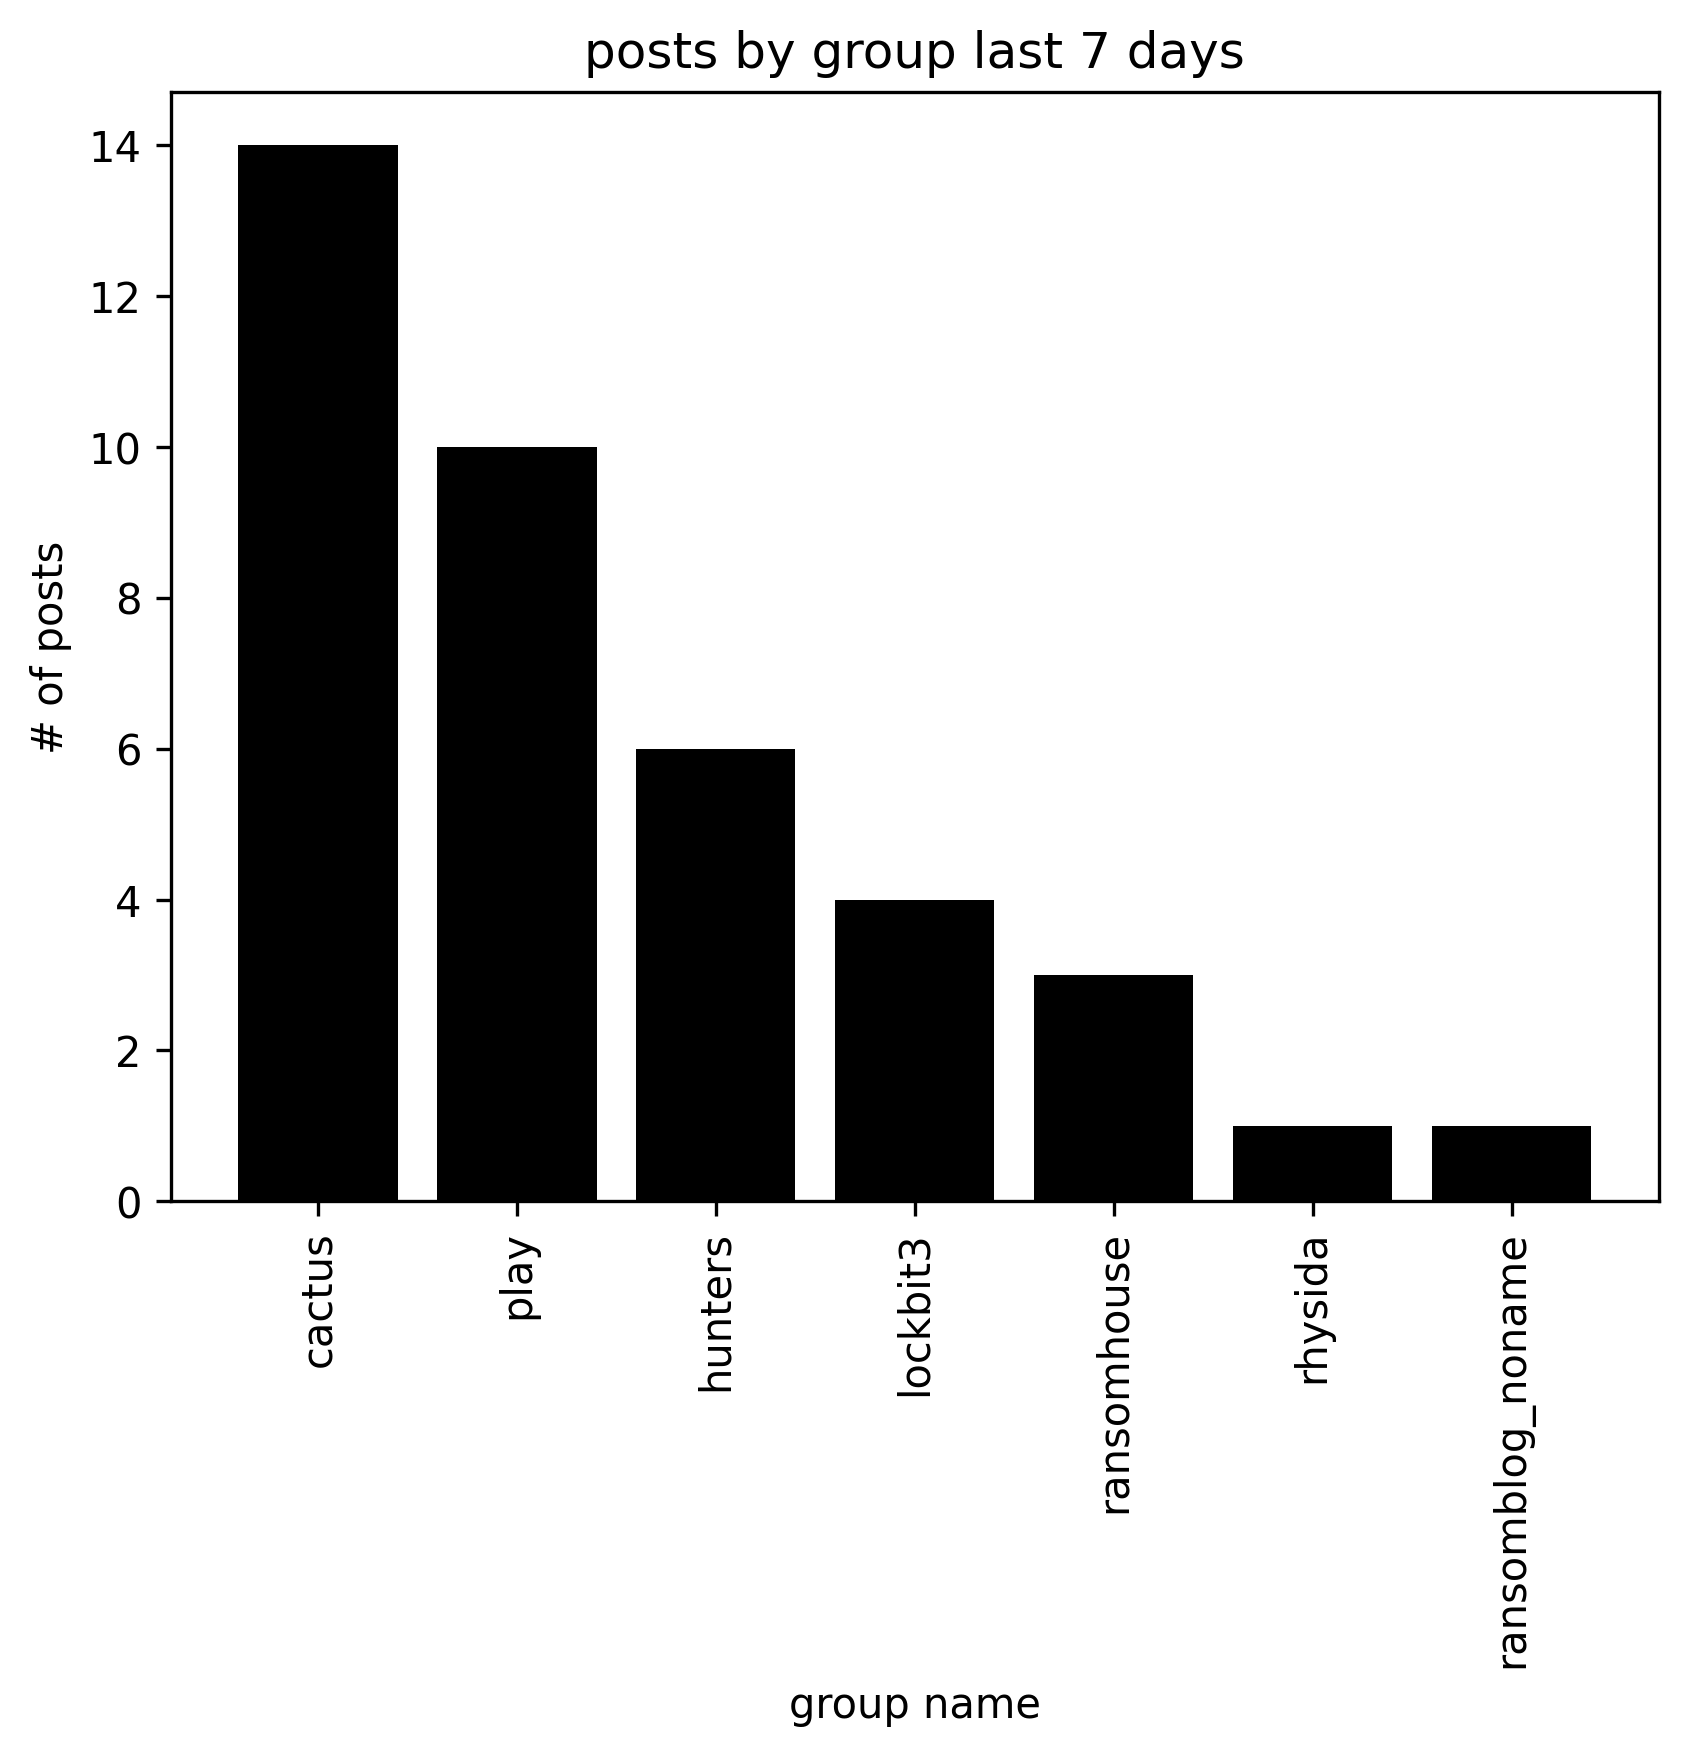 posts by group last 7 days
14
12
10
8
6
4
2
0
# of posts
cactus
play
hunters
lockbit3
ransomhouse
rhysida
ransomblog_noname
group name